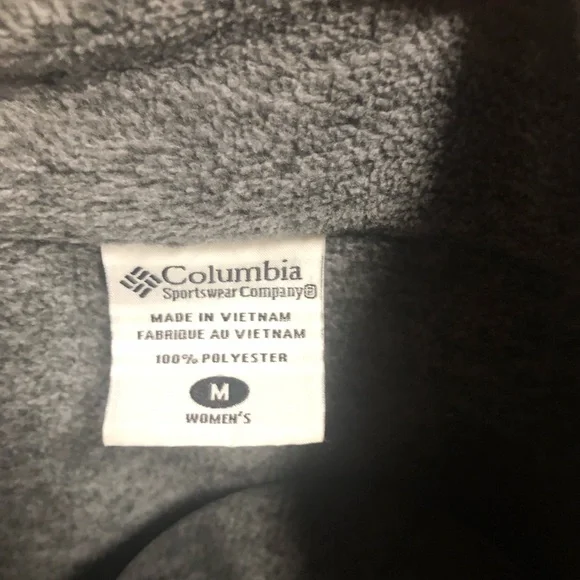 Columbia
Sportswear Company®
MADE IN VIETNAM
FABRIQUE AU VIETNAM
100% POLYESTER
M
WOMEN'S